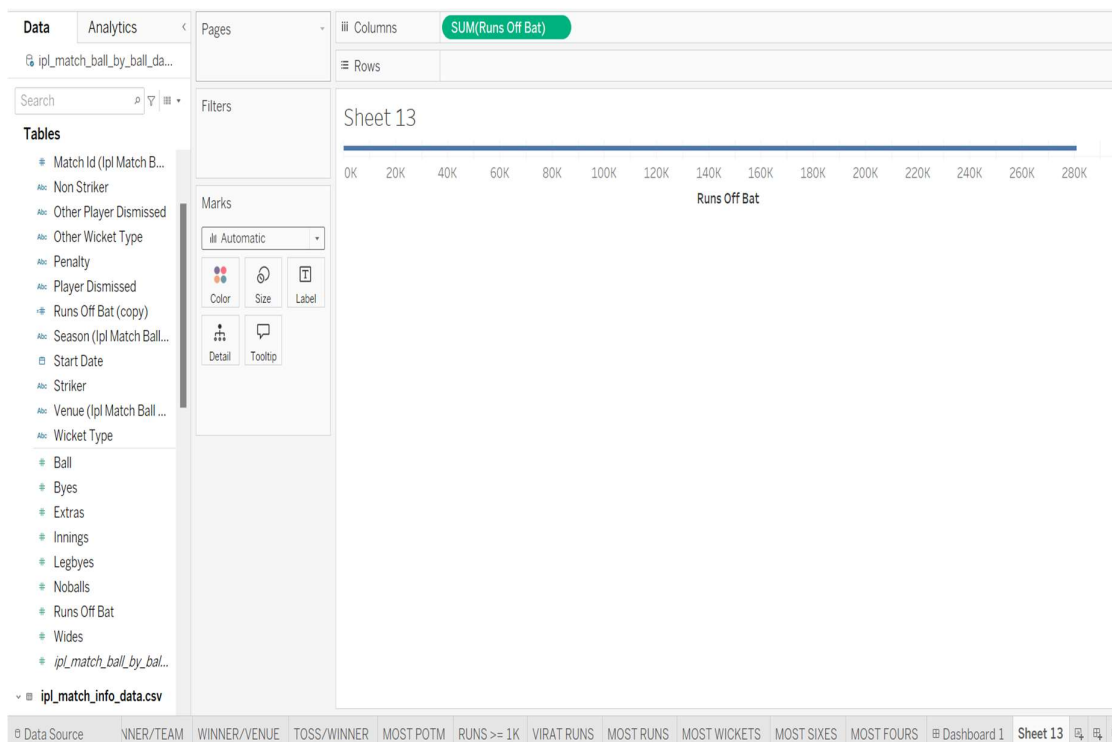 Data
Analytics
ipl_match_ball_by_ball_da...
Search
Tables
Match Id (Ipl Match B...
Non Striker
Other Player Dismissed
Other Wicket Type
Penalty
Player Dismissed
Runs Off Bat (copy)
Season (Ipl Match Ball...
Start Date
Striker
Venue (Ipl Match Ball ...
Wicket Type
Ball
Byes
Extras
Innings
Legbyes
Noballs
Runs Off Bat
Wides
ipl_match_ball_by_bal...
ipl_match_info_data.csv
Pages
Filters
Marks
Automatic
Color Size Label
Detail Tooltip
Columns SUM(Runs Off Bat)
Rows
Sheet 13
0K 20K 40K 60K 80K 100K 120K 140K 160K 180K 200K 220K 240K 260K 280K
Runs Off Bat
Data Source NNER/TEAM WINNER/VENUE TOSS/WINNER MOST POTM RUNS >= 1K VIRAT RUNS MOST RUNS MOST WICKETS MOST SIXES MOST FOURS Dashboard 1 Sheet 13